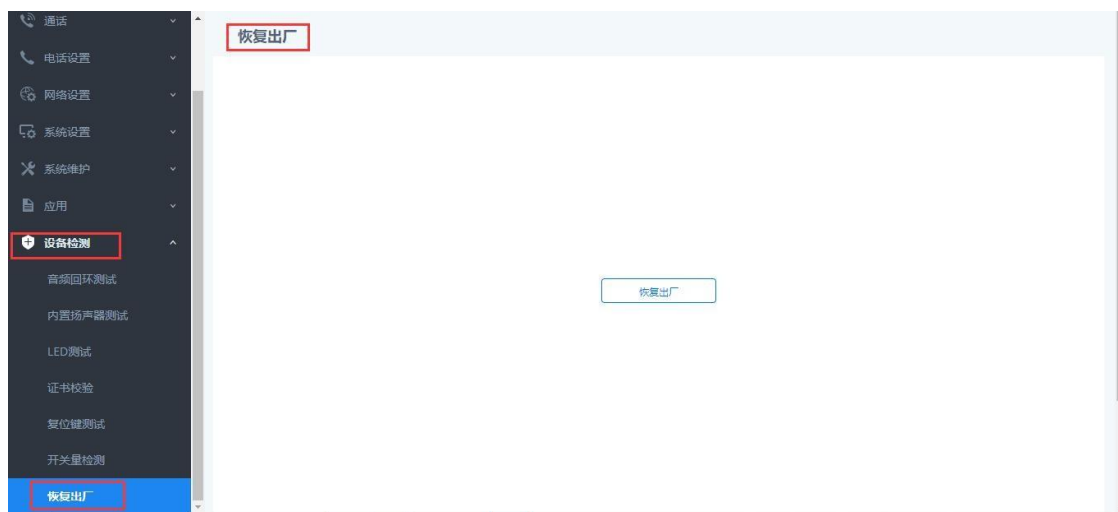 通话
电话设置
网络设置
系统设置
系统维护
应用
设备检测
音频回环测试
内置扬声器测试
LED测试
证书校验
复位键测试
开关量检测
恢复出厂
恢复出厂
恢复出厂